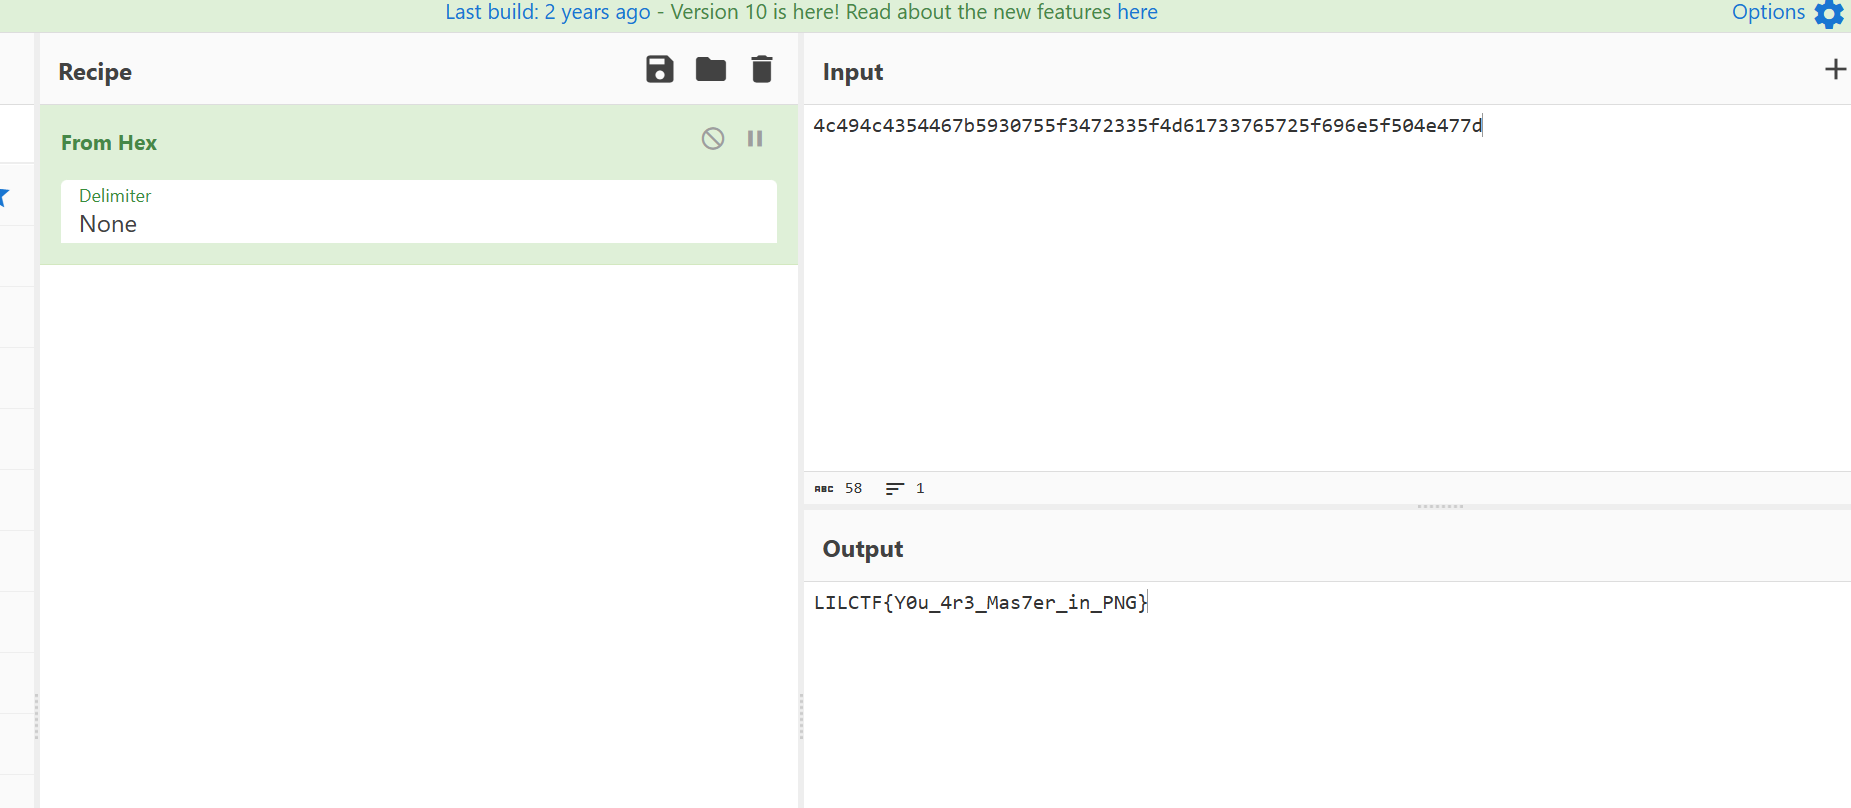 Last build: 2 years ago - Version 10 is here! Read about the new features here
Options
Recipe
From Hex
Delimiter
None
Input
4c494c4354467b5930755f3472335f4d61733765725f696e5f504e477d
ABC 58 1
Output
LILCTF{Y0u_4r3_Mas7er_in_PNG}